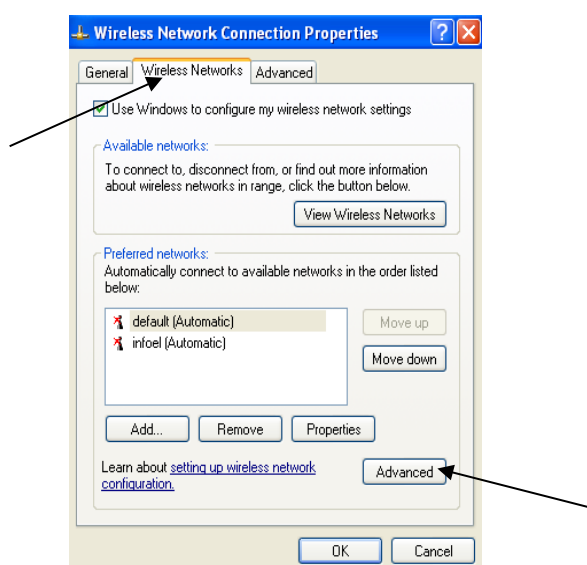 Wireless Network Connection Properties
General Wireless Networks Advanced
Use Windows to configure my wireless network settings
Available networks:
To connect to, disconnect from, or find out more information
about wireless networks in range, click the button below.
View Wireless Networks
Preferred networks:
Automatically connect to available networks in the order listed
below:
default (Automatic)
Move up
infoel (Automatic)
Move down
Add... Remove Properties
Learn about setting up wireless network
configuration.
Advanced
OK Cancel